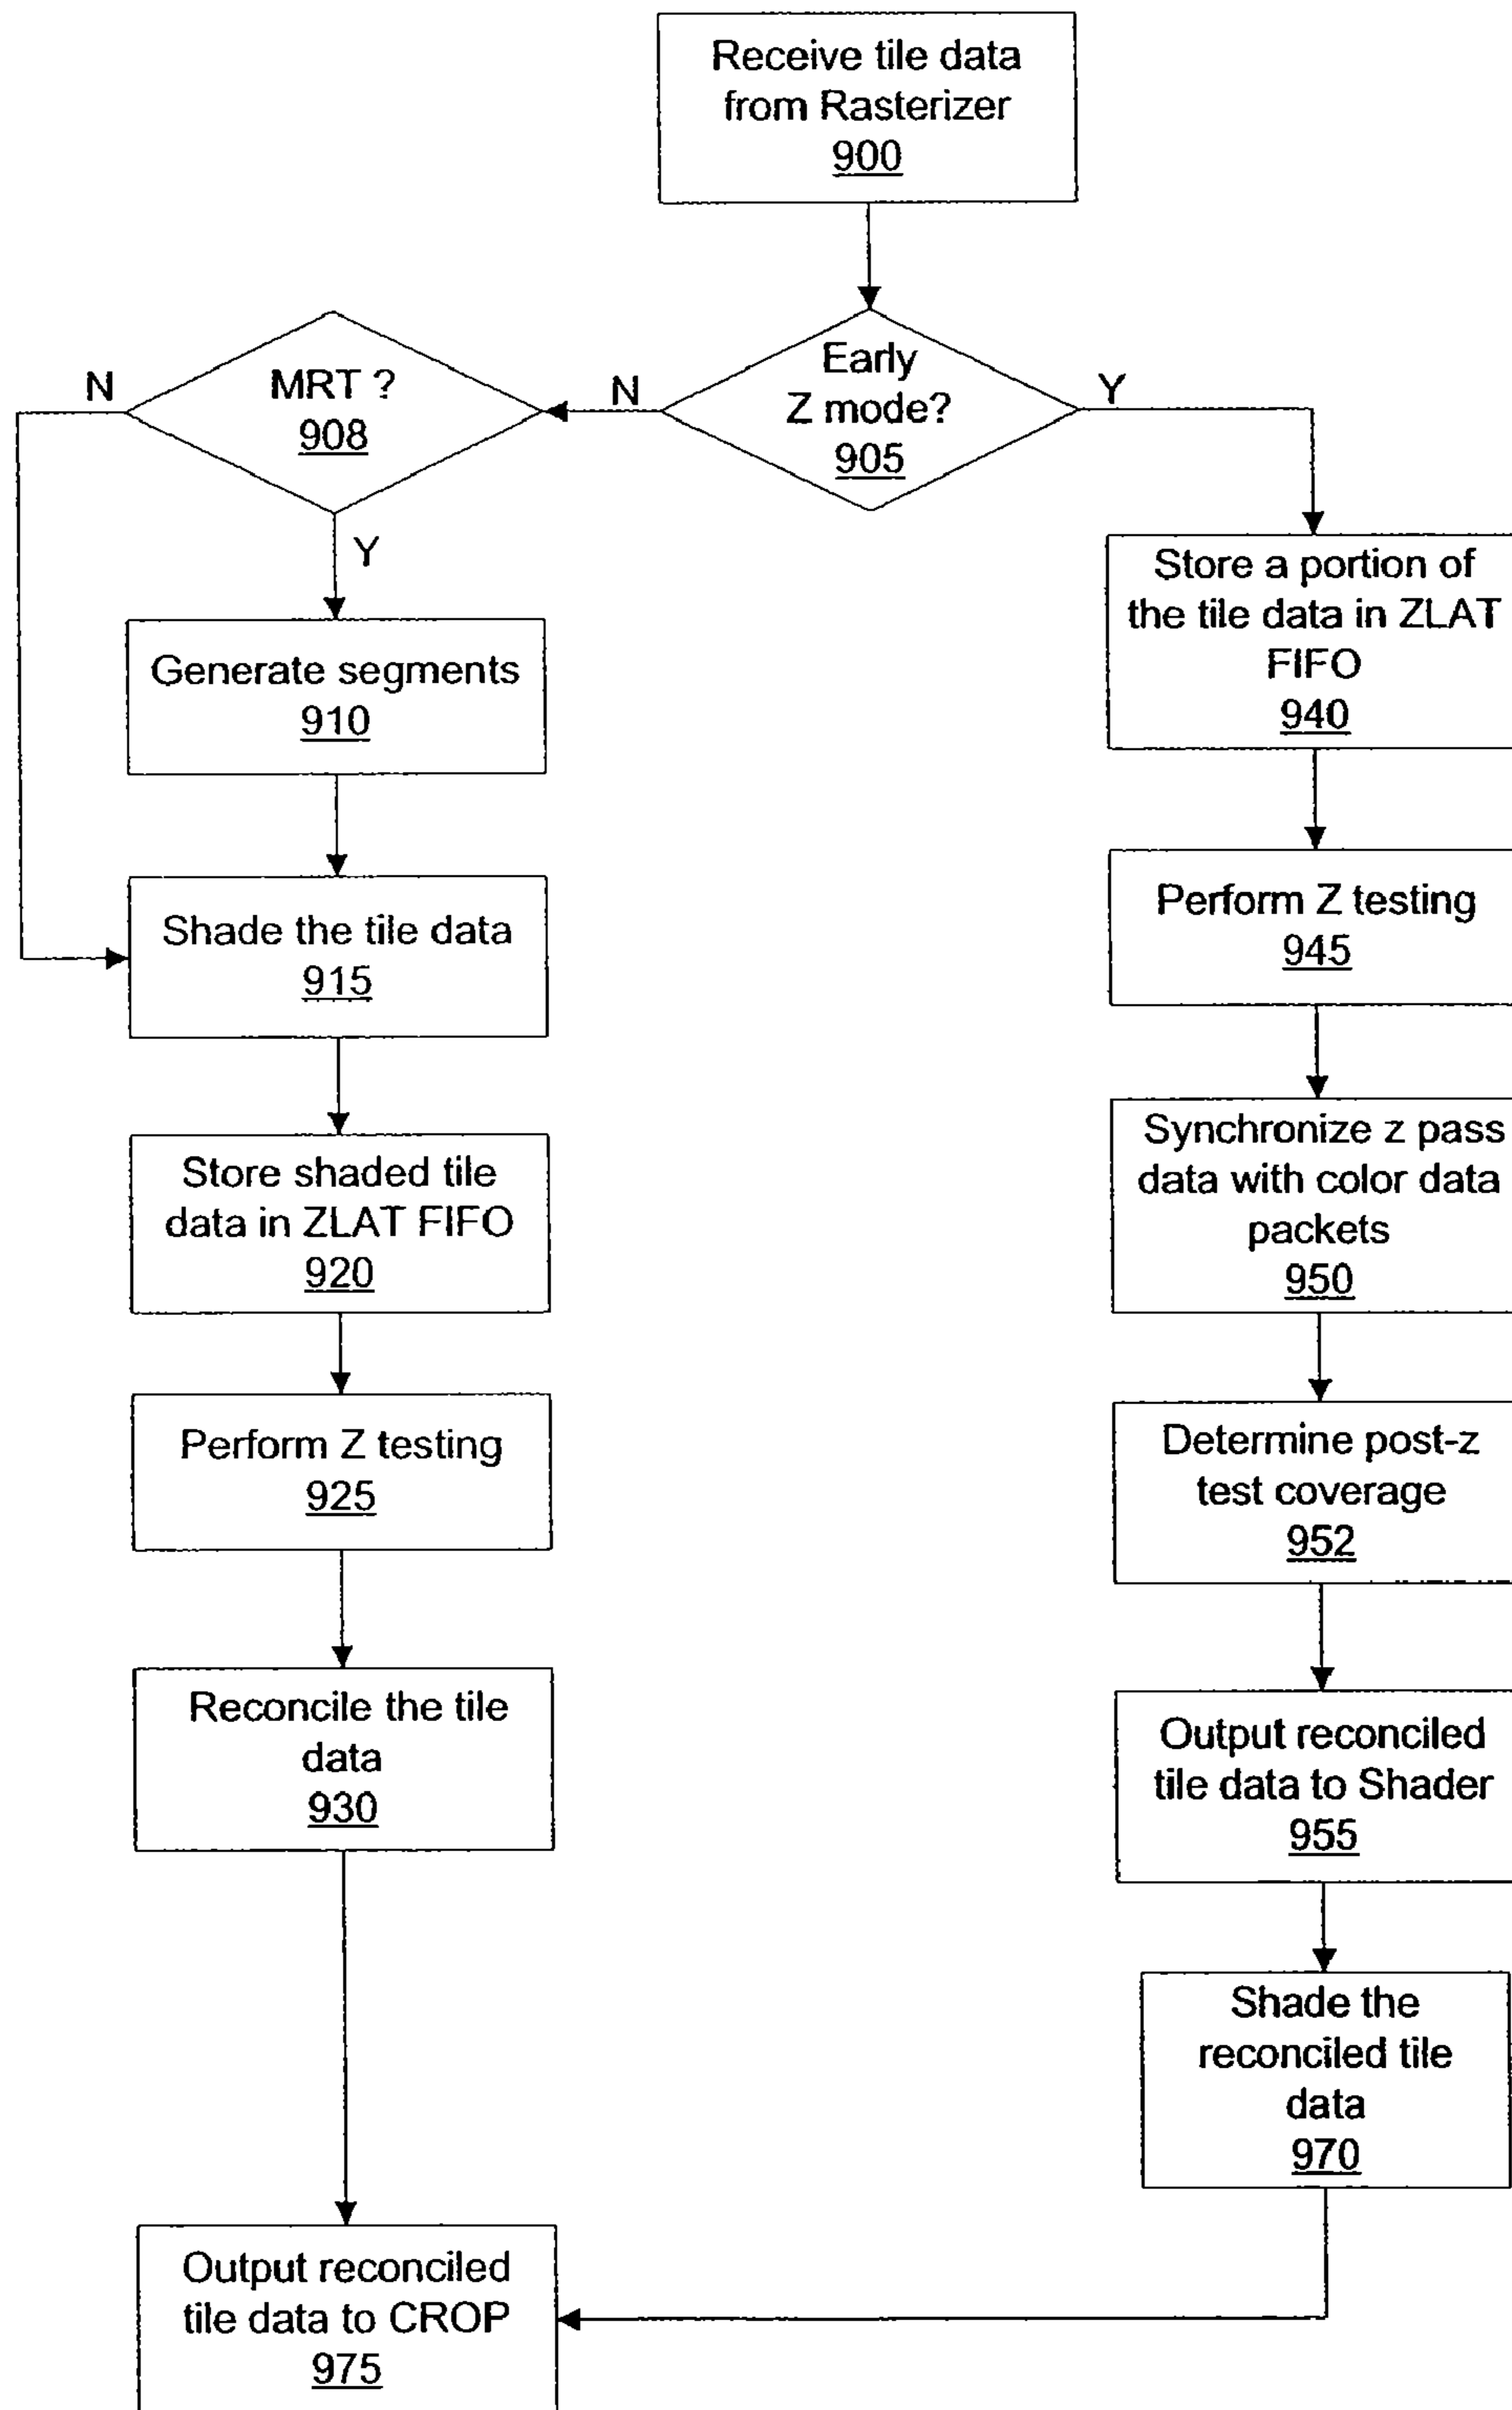 Receive tile data
from Rasterizer
900
Early
Z mode?
905
N
Y
MRT ?
908
N
Y
Generate segments
910
Shade the tile data
915
Store shaded tile
data in ZLAT FIFO
920
Perform Z testing
925
Reconcile the tile
data
930
Store a portion of
the tile data in ZLAT
FIFO
940
Perform Z testing
945
Synchronize z pass
data with color data
packets
950
Determine post-z
test coverage
952
Output reconciled
tile data to Shader
955
Shade the
reconciled tile
data
970
Output reconciled
tile data to CROP
975